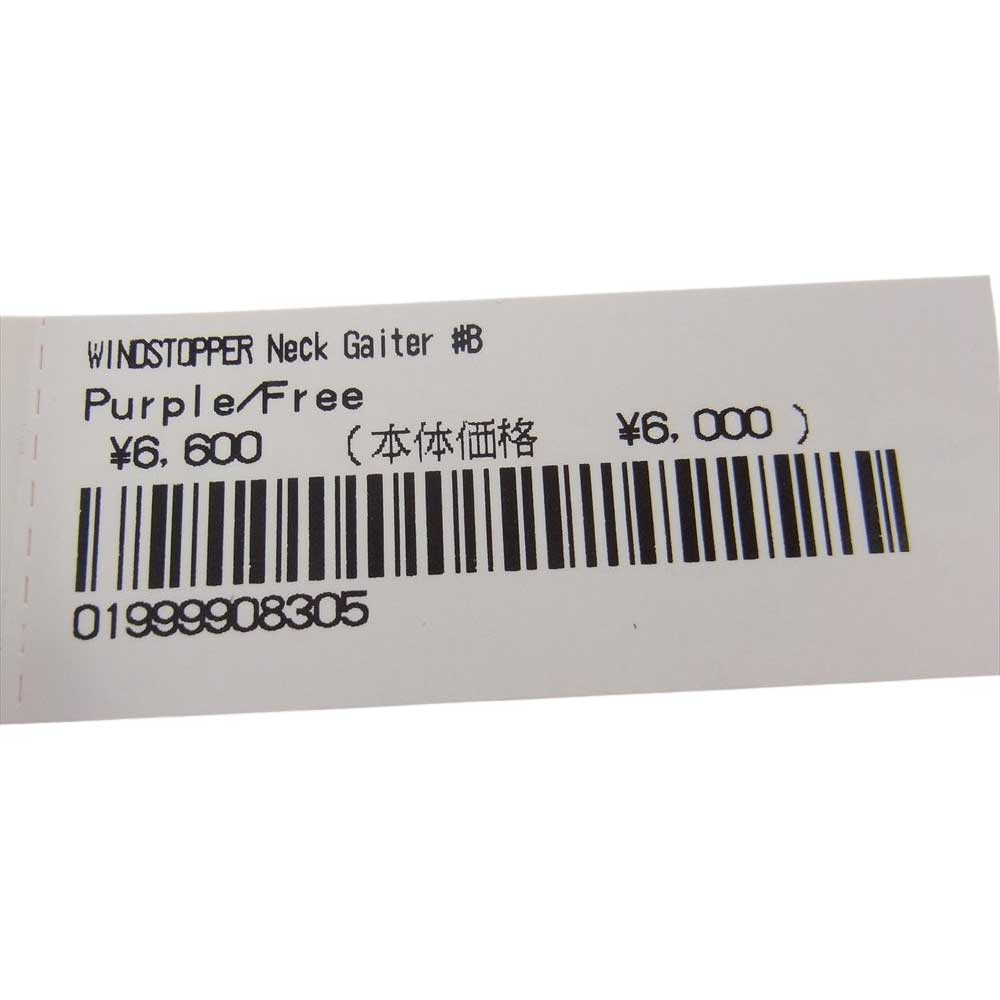 WINDSTOPPER Neck Gaiter #B
Purple/Free
¥6,600 (本体価格 ¥6,000)
01999908305